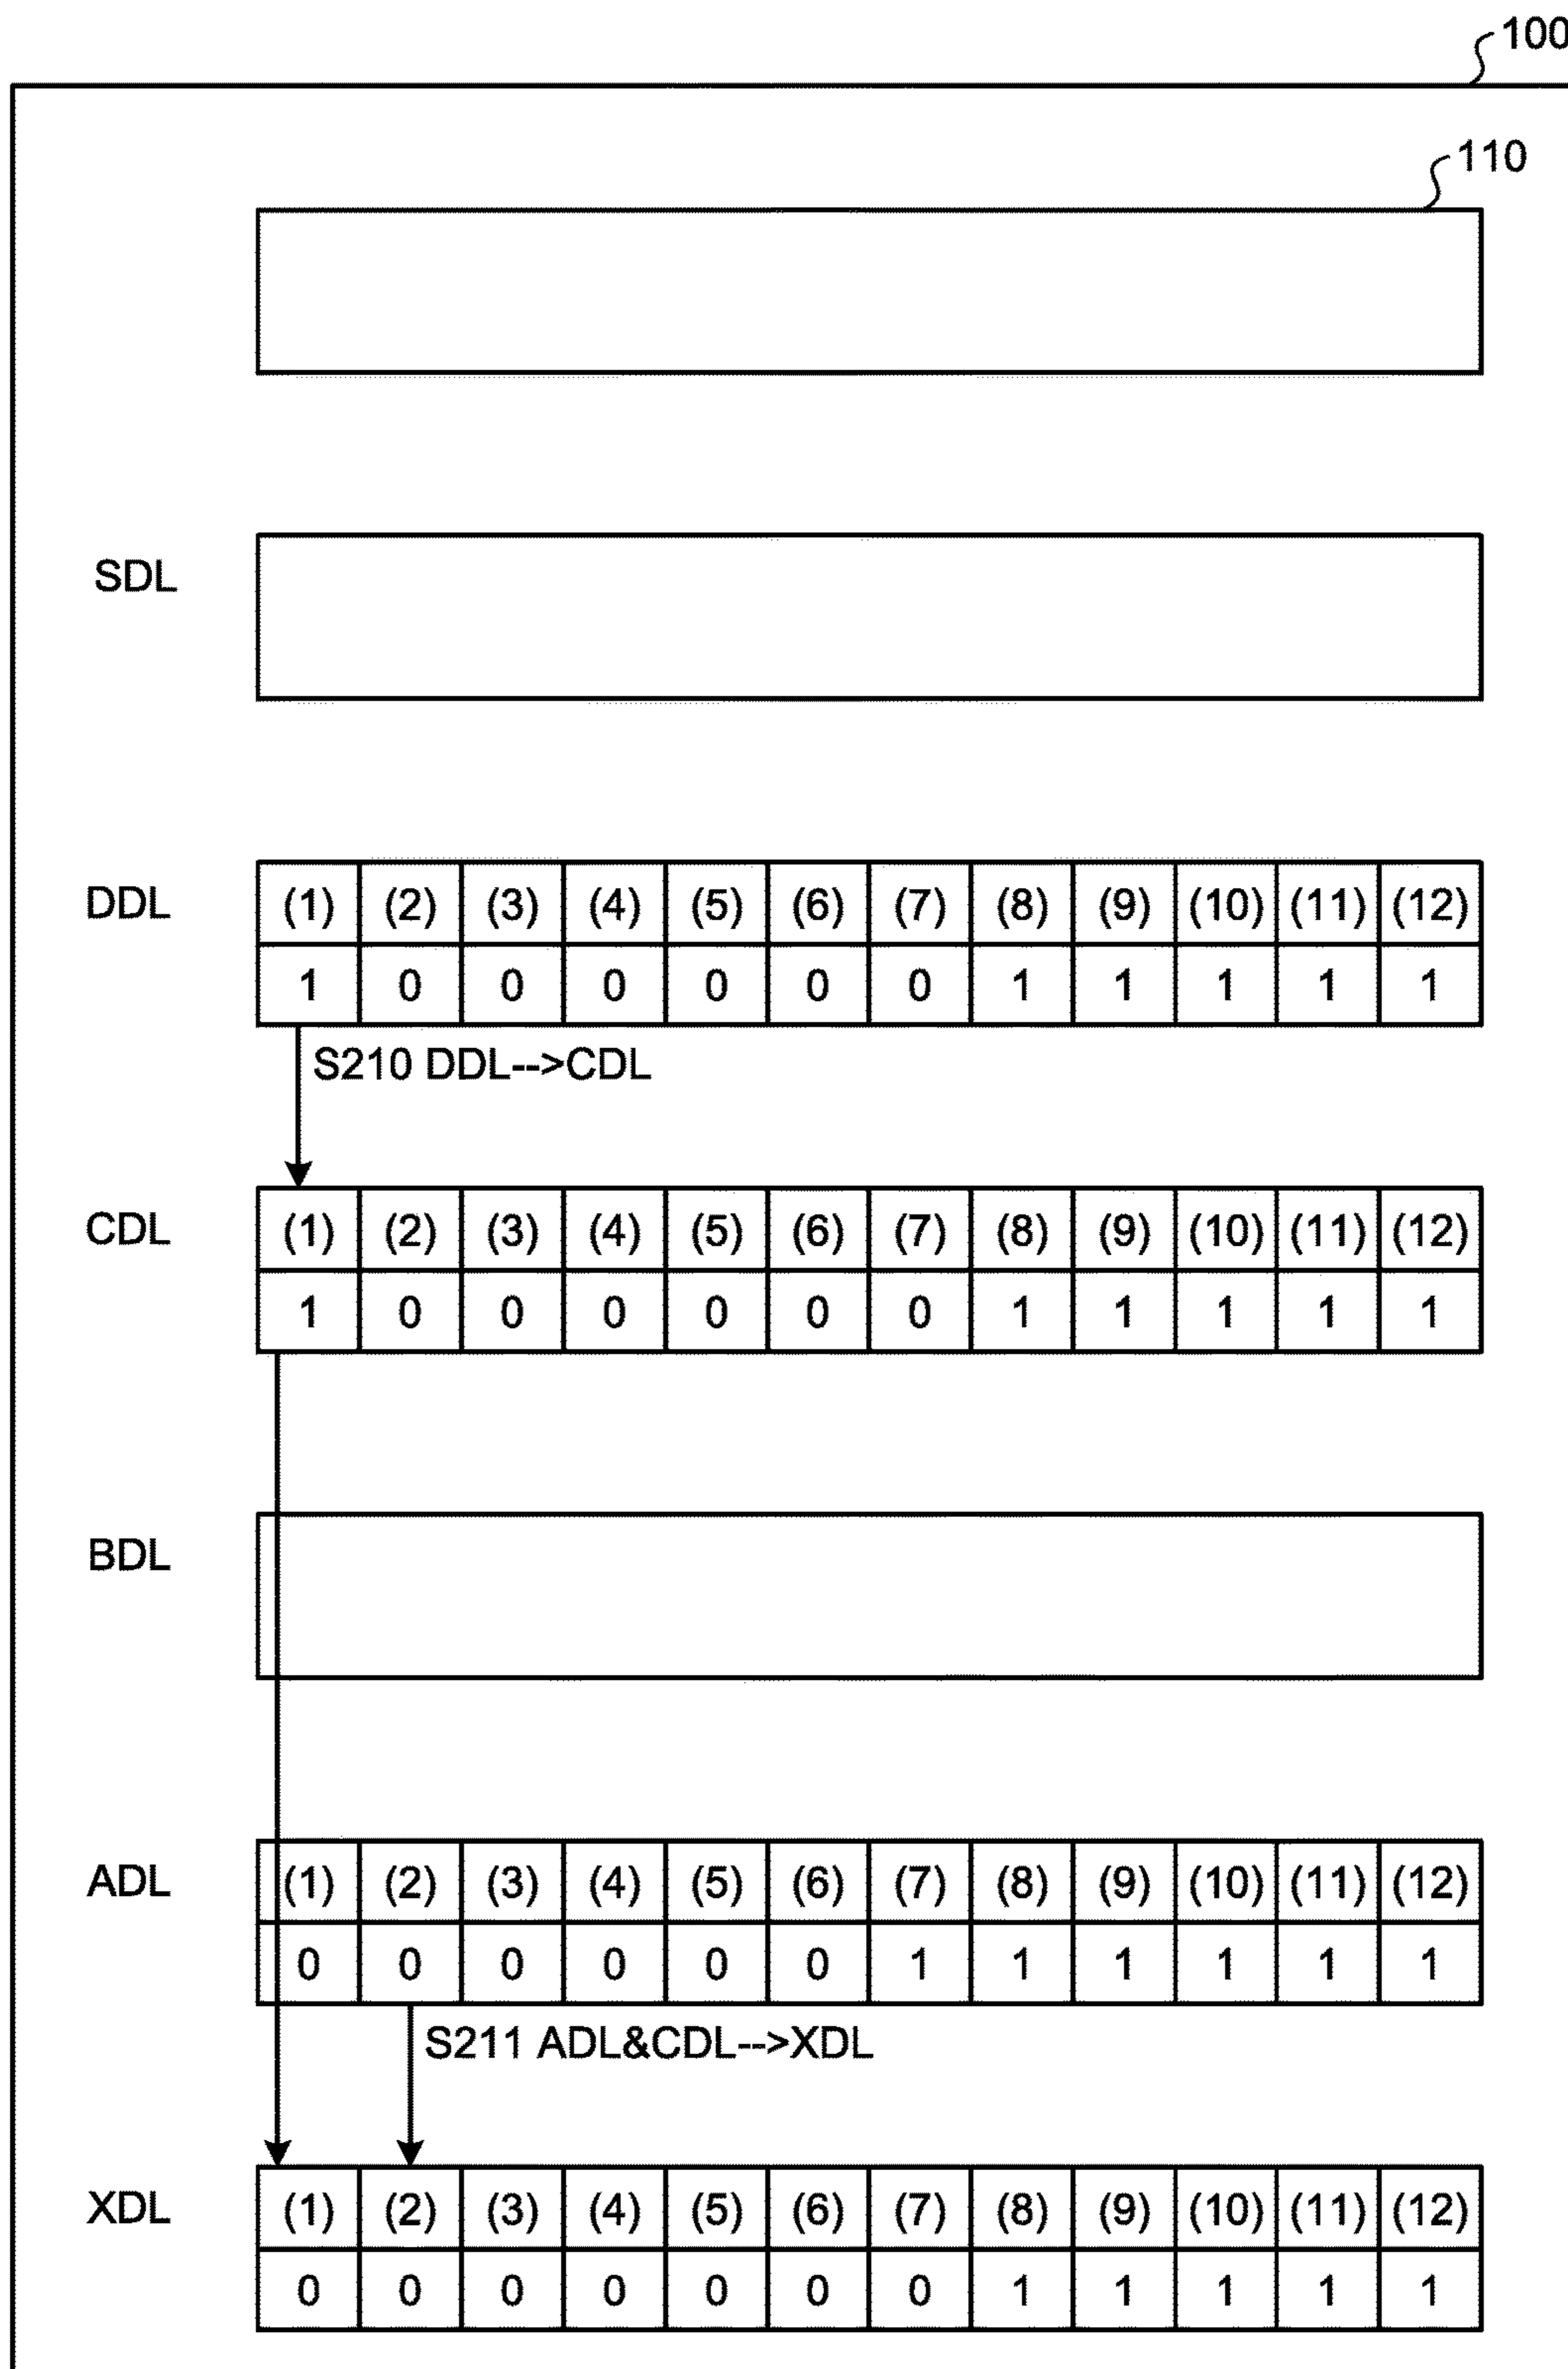 100
110
SDL
DDL (1) (2) (3) (4) (5) (6) (7) (8) (9) (10) (11) (12)
1 0 0 0 0 0 0 1 1 1 1 1
S210 DDL-->CDL
CDL (1) (2) (3) (4) (5) (6) (7) (8) (9) (10) (11) (12)
1 0 0 0 0 0 0 1 1 1 1 1
BDL
ADL (1) (2) (3) (4) (5) (6) (7) (8) (9) (10) (11) (12)
0 0 0 0 0 0 1 1 1 1 1 1
S211 ADL&CDL-->XDL
XDL (1) (2) (3) (4) (5) (6) (7) (8) (9) (10) (11) (12)
0 0 0 0 0 0 0 1 1 1 1 1